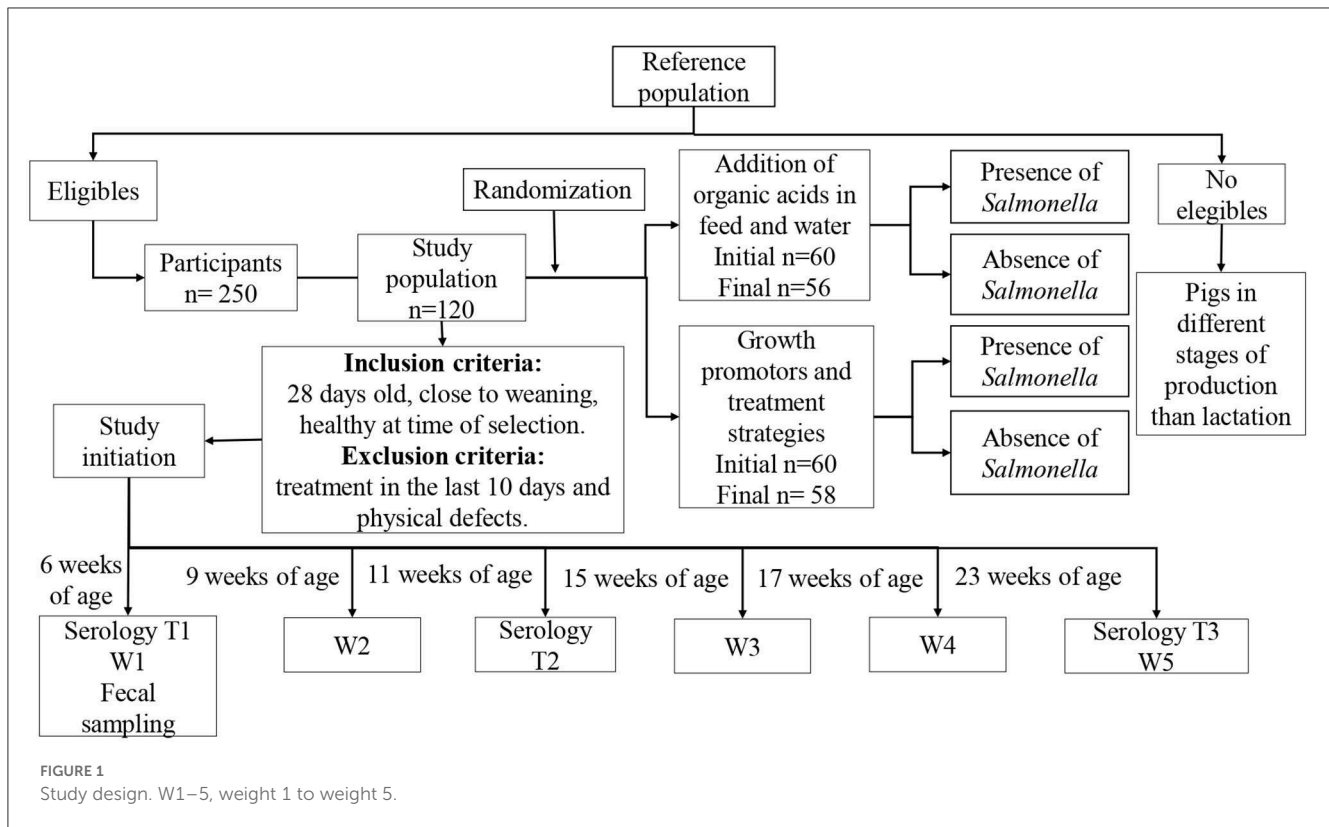 Reference
population
Eligibles
Participants
n= 250
Study
population
n=120
Randomization
Addition of
organic acids in
feed and water
Initial n=60
Final n=56
Presence of
Salmonella
Absence of
Salmonella
Growth
promotors and
treatment
strategies
Initial n=60
Final n= 58
Presence of
Salmonella
Absence of
Salmonella
No
elegibles
Pigs in
different
stages of
production
than lactation
Inclusion criteria:
28 days old, close to weaning,
healthy at time of selection.
Exclusion criteria:
treatment in the last 10 days and
physical defects.
Study
initiation
6 weeks
of age
9 weeks of age
11 weeks of age
15 weeks of age
17 weeks of age
23 weeks of age
Serology T1
W1
Fecal
sampling
W2
Serology
T2
W3
W4
Serology T3
W5
FIGURE 1
Study design. W1–5, weight 1 to weight 5.